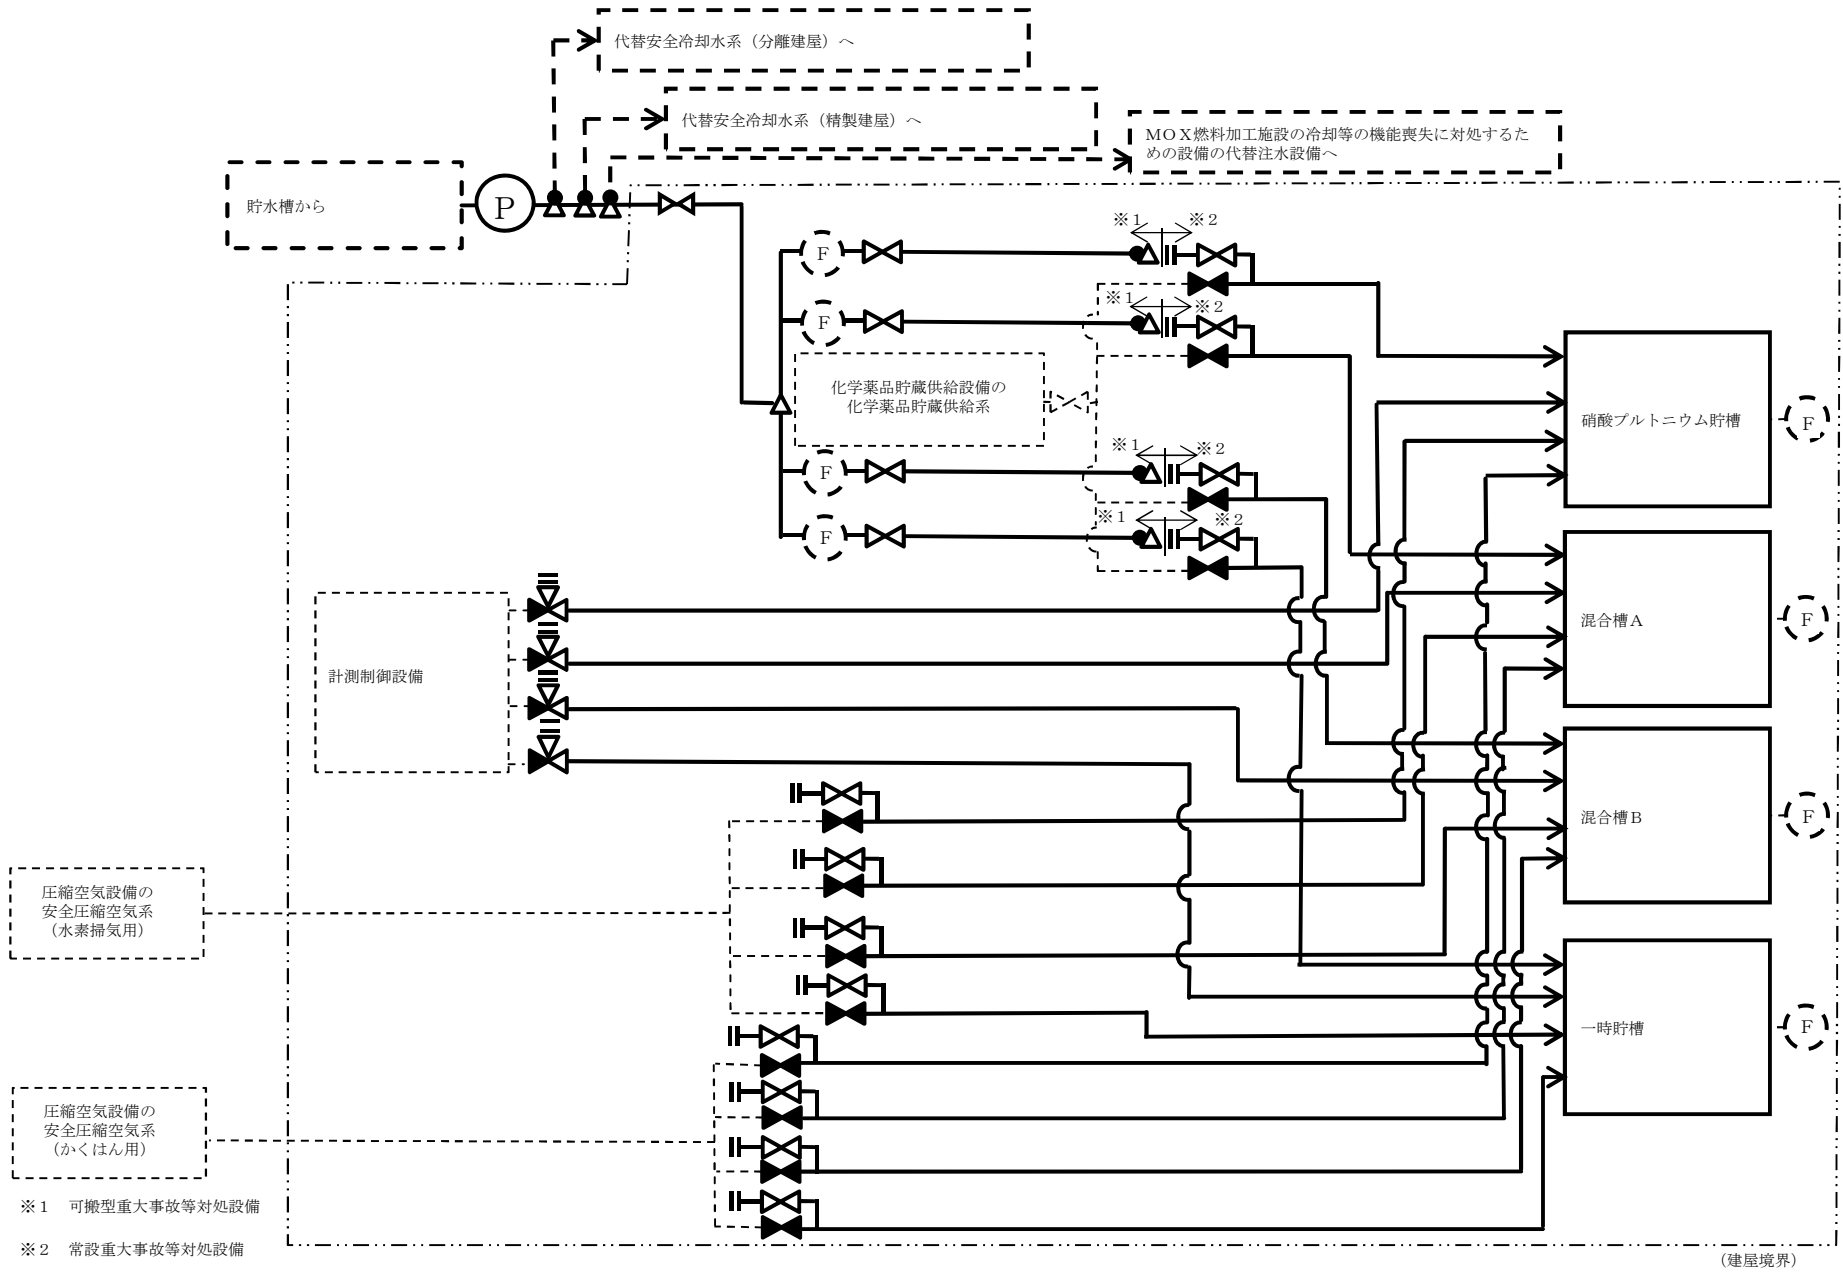 代替安全冷却水系（分離建屋）へ
代替安全冷却水系（精製建屋）へ
ＭＯＸ燃料加工施設の冷却等の機能喪失に対処するた
めの設備の代替注水設備へ
貯水槽から
Ｐ
※１
※２
Ｆ
※１
※２
Ｆ
化学薬品貯蔵供給設備の
化学薬品貯蔵供給系
硝酸プルトニウム貯槽
Ｆ
※１
※２
Ｆ
※１
※２
Ｆ
混合槽Ａ
Ｆ
計測制御設備
混合槽Ｂ
Ｆ
圧縮空気設備の
安全圧縮空気系
（水素掃気用）
一時貯槽
Ｆ
圧縮空気設備の
安全圧縮空気系
（かくはん用）
※１　可搬型重大事故等対処設備
※２　常設重大事故等対処設備
（建屋境界）